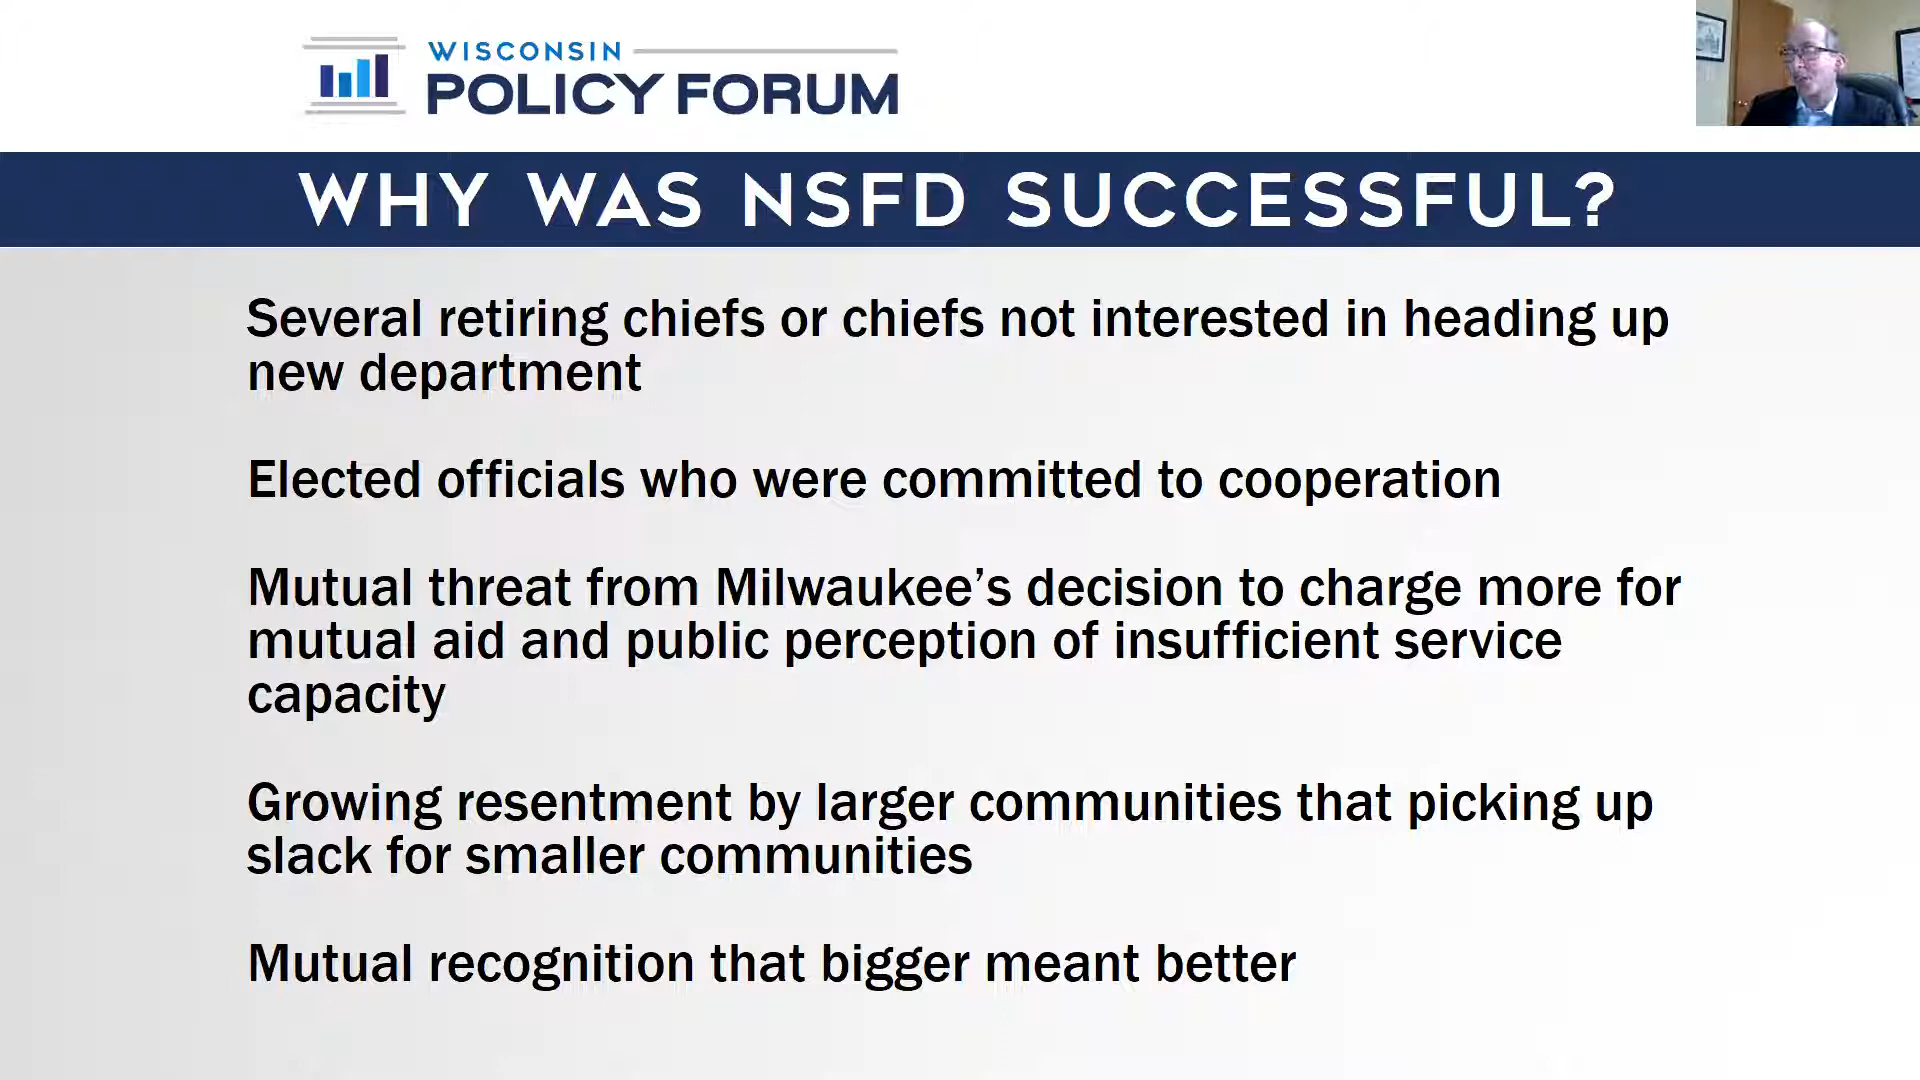 WISCONSIN
POLICY FORUM
WHY WAS NSFD SUCCESSFUL?
Several retiring chiefs or chiefs not interested in heading up
new department
Elected officials who were committed to cooperation
Mutual threat from Milwaukee’s decision to charge more for
mutual aid and public perception of insufficient service
capacity
Growing resentment by larger communities that picking up
slack for smaller communities
Mutual recognition that bigger meant better